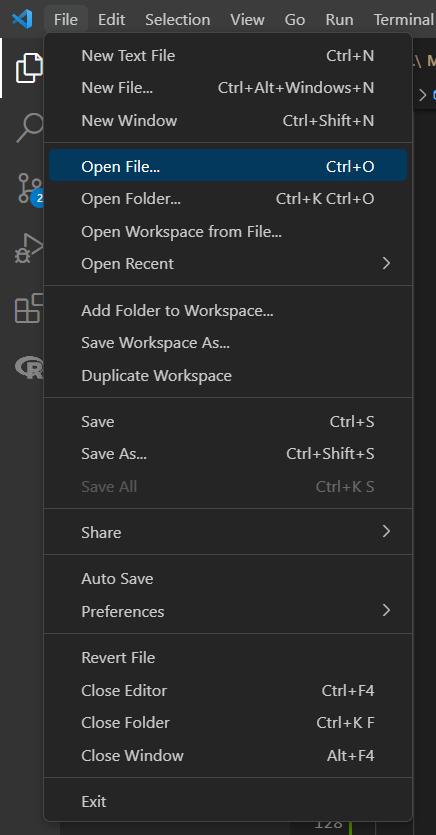 File Edit Selection View Go Run Terminal
New Text File Ctrl+N
New File... Ctrl+Alt+Windows+N
New Window Ctrl+Shift+N
Open File... Ctrl+O
Open Folder... Ctrl+K Ctrl+O
Open Workspace from File...
Open Recent
Add Folder to Workspace...
Save Workspace As...
Duplicate Workspace
Save Ctrl+S
Save As... Ctrl+Shift+S
Save All Ctrl+K S
Share
Auto Save
Preferences
Revert File
Close Editor Ctrl+F4
Close Folder Ctrl+K F
Close Window Alt+F4
Exit
2
R
128